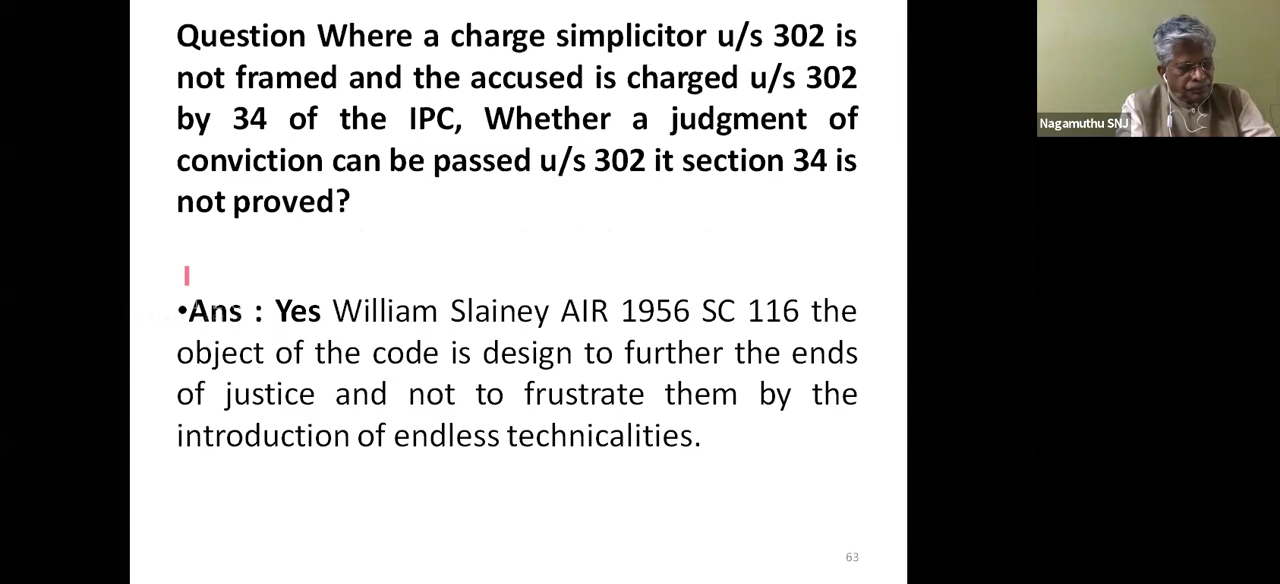 Question Where a charge simplicitor u/s 302 is
not framed and the accused is charged u/s 302
by 34 of the IPC, Whether a judgment of
conviction can be passed u/s 302 it section 34 is
not proved?
•Ans : Yes William Slainey AIR 1956 SC 116 the
object of the code is design to further the ends
of justice and not to frustrate them by the
introduction of endless technicalities.
63
Nagamuthu SNJ